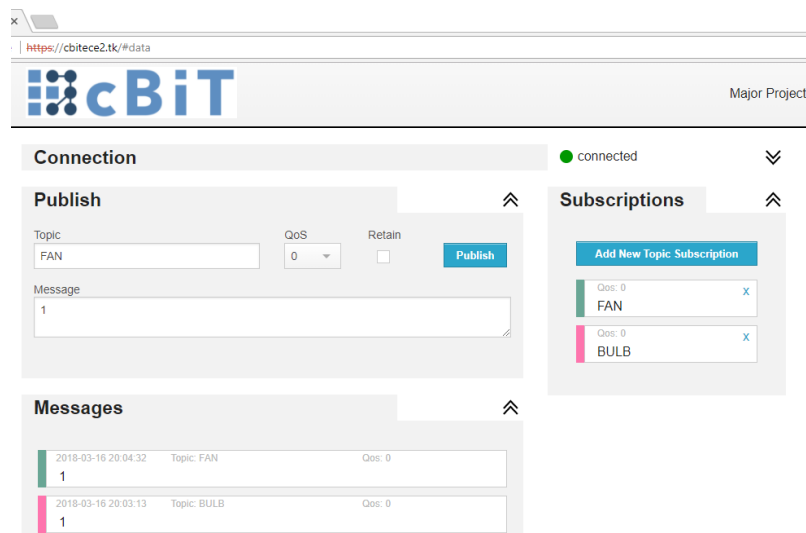 https://cbitece2.tk/#data
cBiT
Major Project
Connection
connected
Publish
Topic
QoS
Retain
FAN
0
Publish
Message
1
Subscriptions
Add New Topic Subscription
Qos: 0
x
FAN
Qos: 0
x
BULB
Messages
2018-03-16 20:04:32 Topic: FAN Qos: 0
1
2018-03-16 20:03:13 Topic: BULB Qos: 0
1